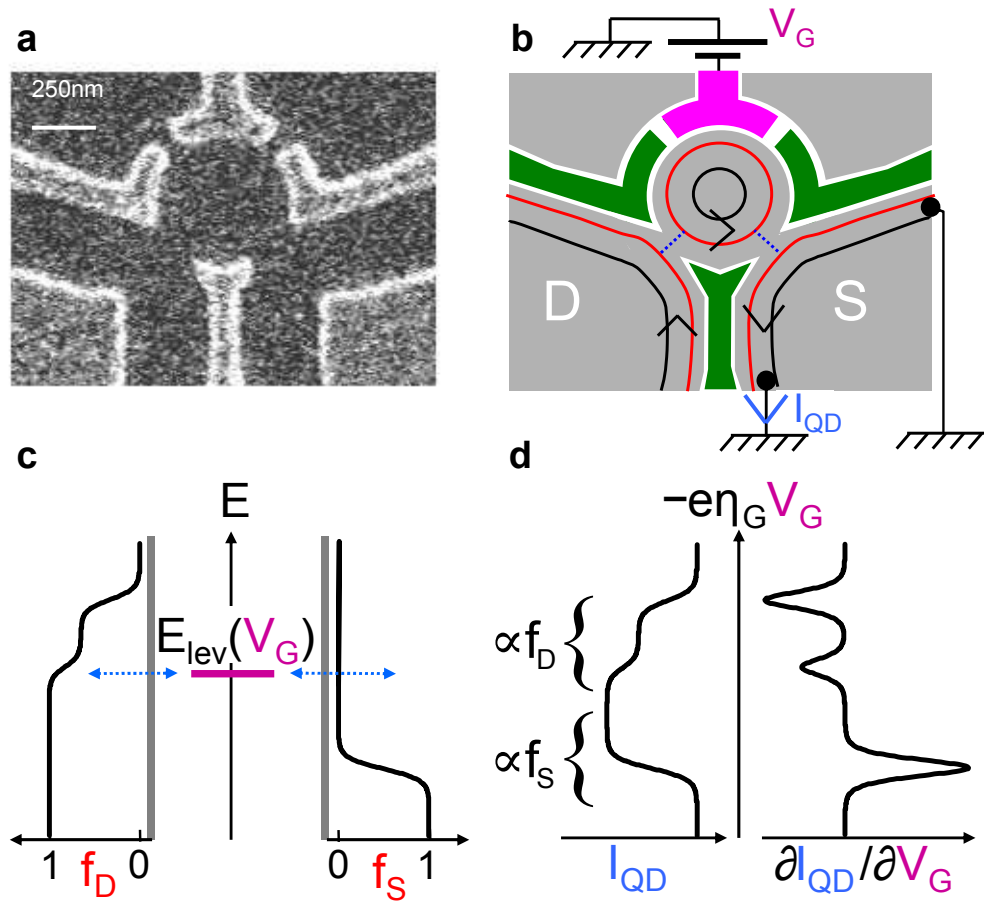 a
250nm
b
V_G
D
S
I_QD
c
E
E_lev(V_G)
1 0
f_D
0 1
f_S
d
−eη_G V_G
∝f_D {
∝f_S {
I_QD
∂I_QD/∂V_G